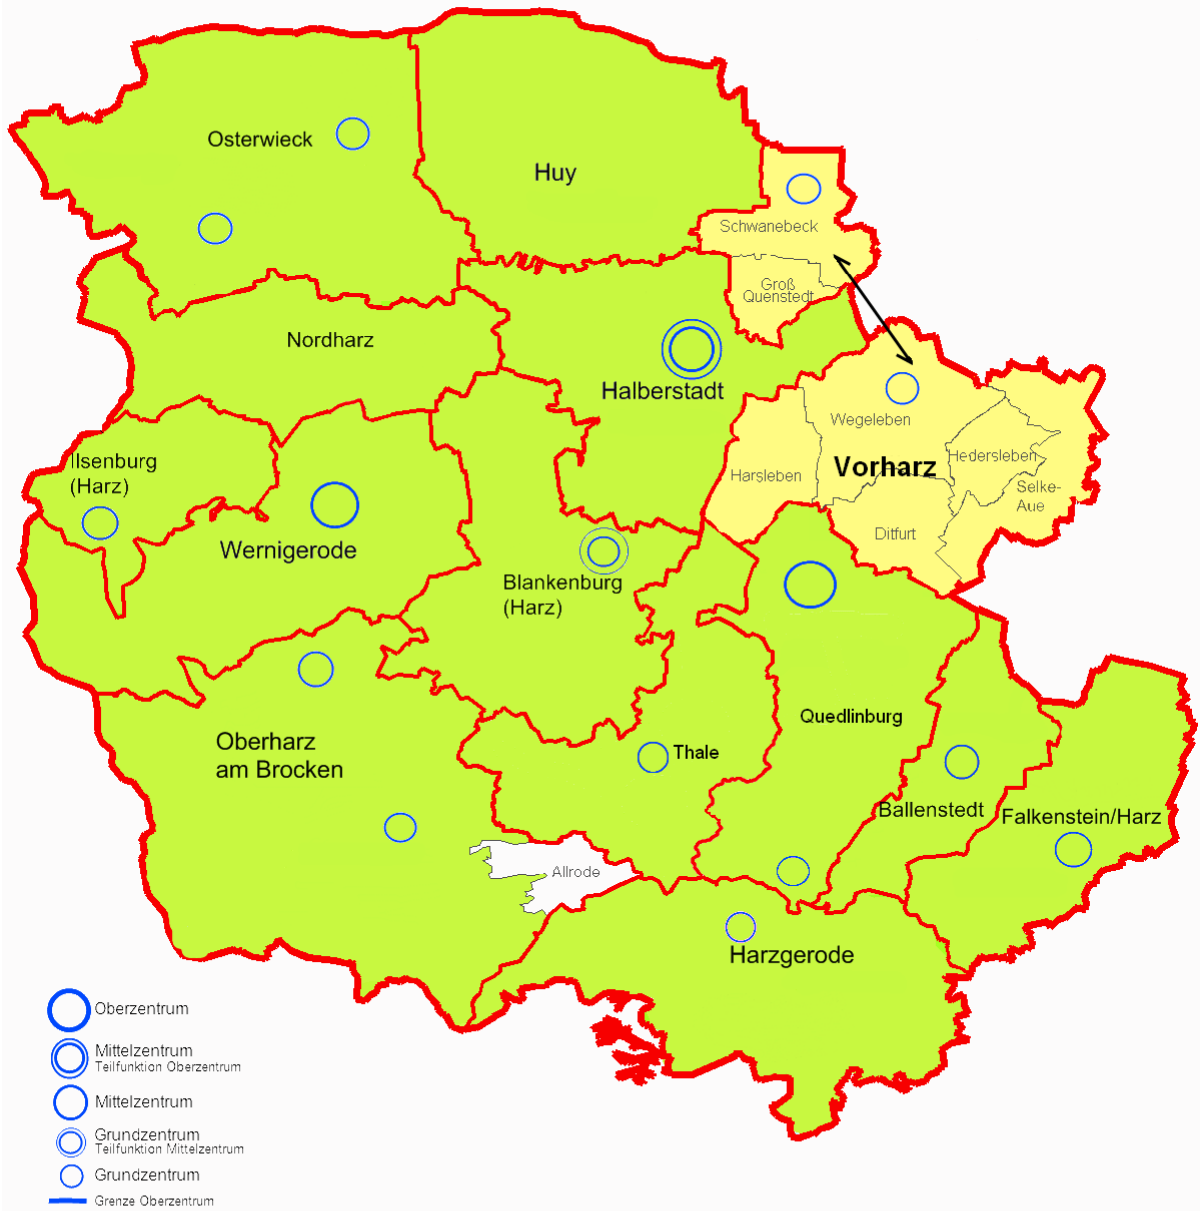 Osterwieck
Huy
Schwanebeck
Groß
Quenstedt
Nordharz
Halberstadt
Wegeleben
Vorharz
Hedersleben
Harsleben
Selke-
Aue
Ditfurt
Ilsenburg
(Harz)
Wernigerode
Blankenburg
(Harz)
Quedlinburg
Oberharz
am Brocken
Thale
Ballenstedt
Falkenstein/Harz
Allrode
Harzgerode
Oberzentrum
Mittelzentrum
Teilfunktion Oberzentrum
Mittelzentrum
Grundzentrum
Teilfunktion Mittelzentrum
Grundzentrum
Grenze Oberzentrum